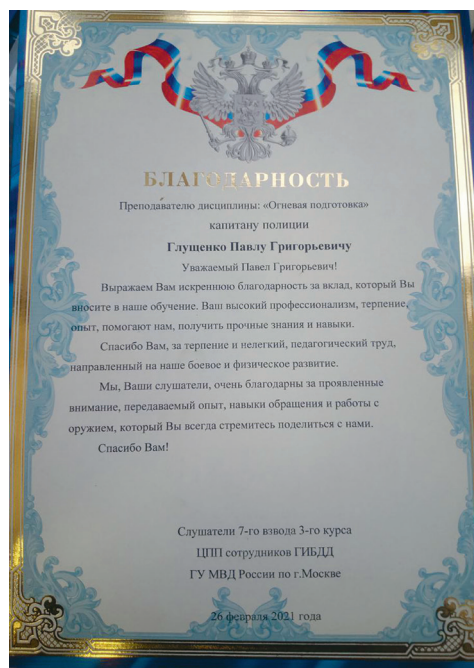 БЛАГОДАРНОСТЬ
Преподавателю дисциплины: «Огневая подготовка»
капитану полиции
Глущенко Павлу Григорьевичу
Уважаемый Павел Григорьевич!
Выражаем Вам искреннюю благодарность за вклад, который Вы
вносите в наше обучение. Ваш высокий профессионализм, терпение,
опыт, помогают нам, получить прочные знания и навыки.
Спасибо Вам, за терпение и нелегкий, педагогический труд,
направленный на наше боевое и физическое развитие.
Мы, Ваши слушатели, очень благодарны за проявленные
внимание, передаваемый опыт, навыки обращения и работы с
оружием, который Вы всегда стремитесь поделиться с нами.
Спасибо Вам!
Слушатели 7-го взвода 3-го курса
ЦПП сотрудников ГИБДД
ГУ МВД России по г.Москве
26 февраля 2021 года